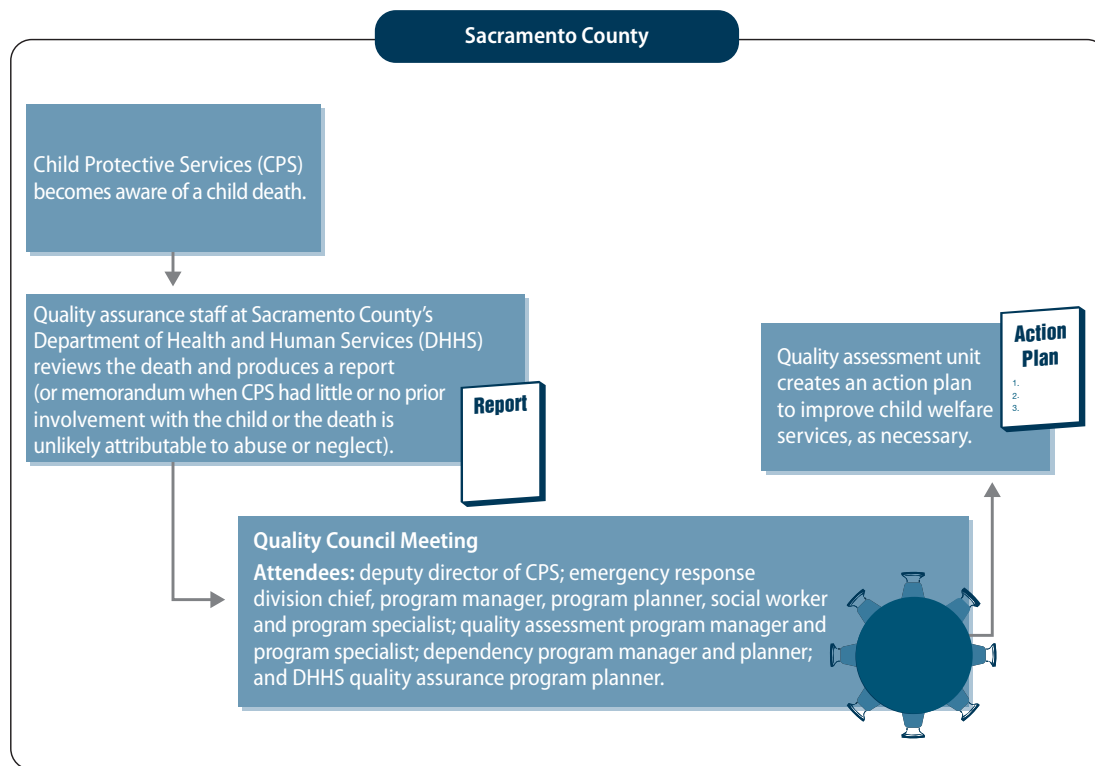 Sacramento County
Child Protective Services (CPS)
becomes aware of a child death.
Quality assurance staff at Sacramento County's
Department of Health and Human Services (DHHS)
reviews the death and produces a report
(or memorandum when CPS had little or no prior
involvement with the child or the death is
unlikely attributable to abuse or neglect).
Report
Quality Council Meeting
Attendees: deputy director of CPS; emergency response
division chief, program manager, program planner, social worker
and program specialist; quality assessment program manager and
program specialist; dependency program manager and planner;
and DHHS quality assurance program planner.
Quality assessment unit
creates an action plan
to improve child welfare
services, as necessary.
Action
Plan
1.
2.
3.